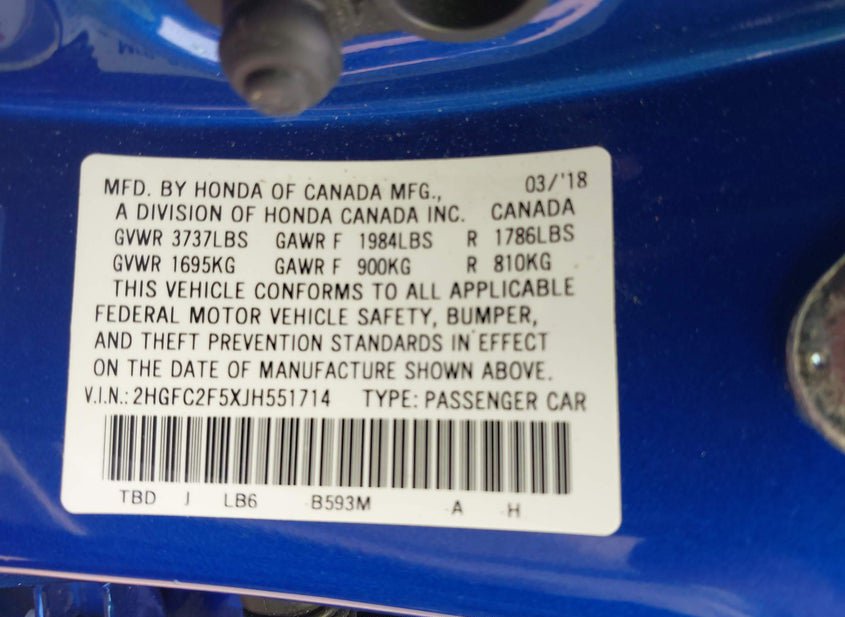 MFD. BY HONDA OF CANADA MFG., 03/'18
A DIVISION OF HONDA CANADA INC. CANADA
GVWR 3737LBS GAWR F 1984LBS R 1786LBS
GVWR 1695KG GAWR F 900KG R 810KG
THIS VEHICLE CONFORMS TO ALL APPLICABLE
FEDERAL MOTOR VEHICLE SAFETY, BUMPER,
AND THEFT PREVENTION STANDARDS IN EFFECT
ON THE DATE OF MANUFACTURE SHOWN ABOVE.
V.I.N.: 2HGFC2F5XJH551714 TYPE: PASSENGER CAR
TBD J LB6 -B593M -A -H